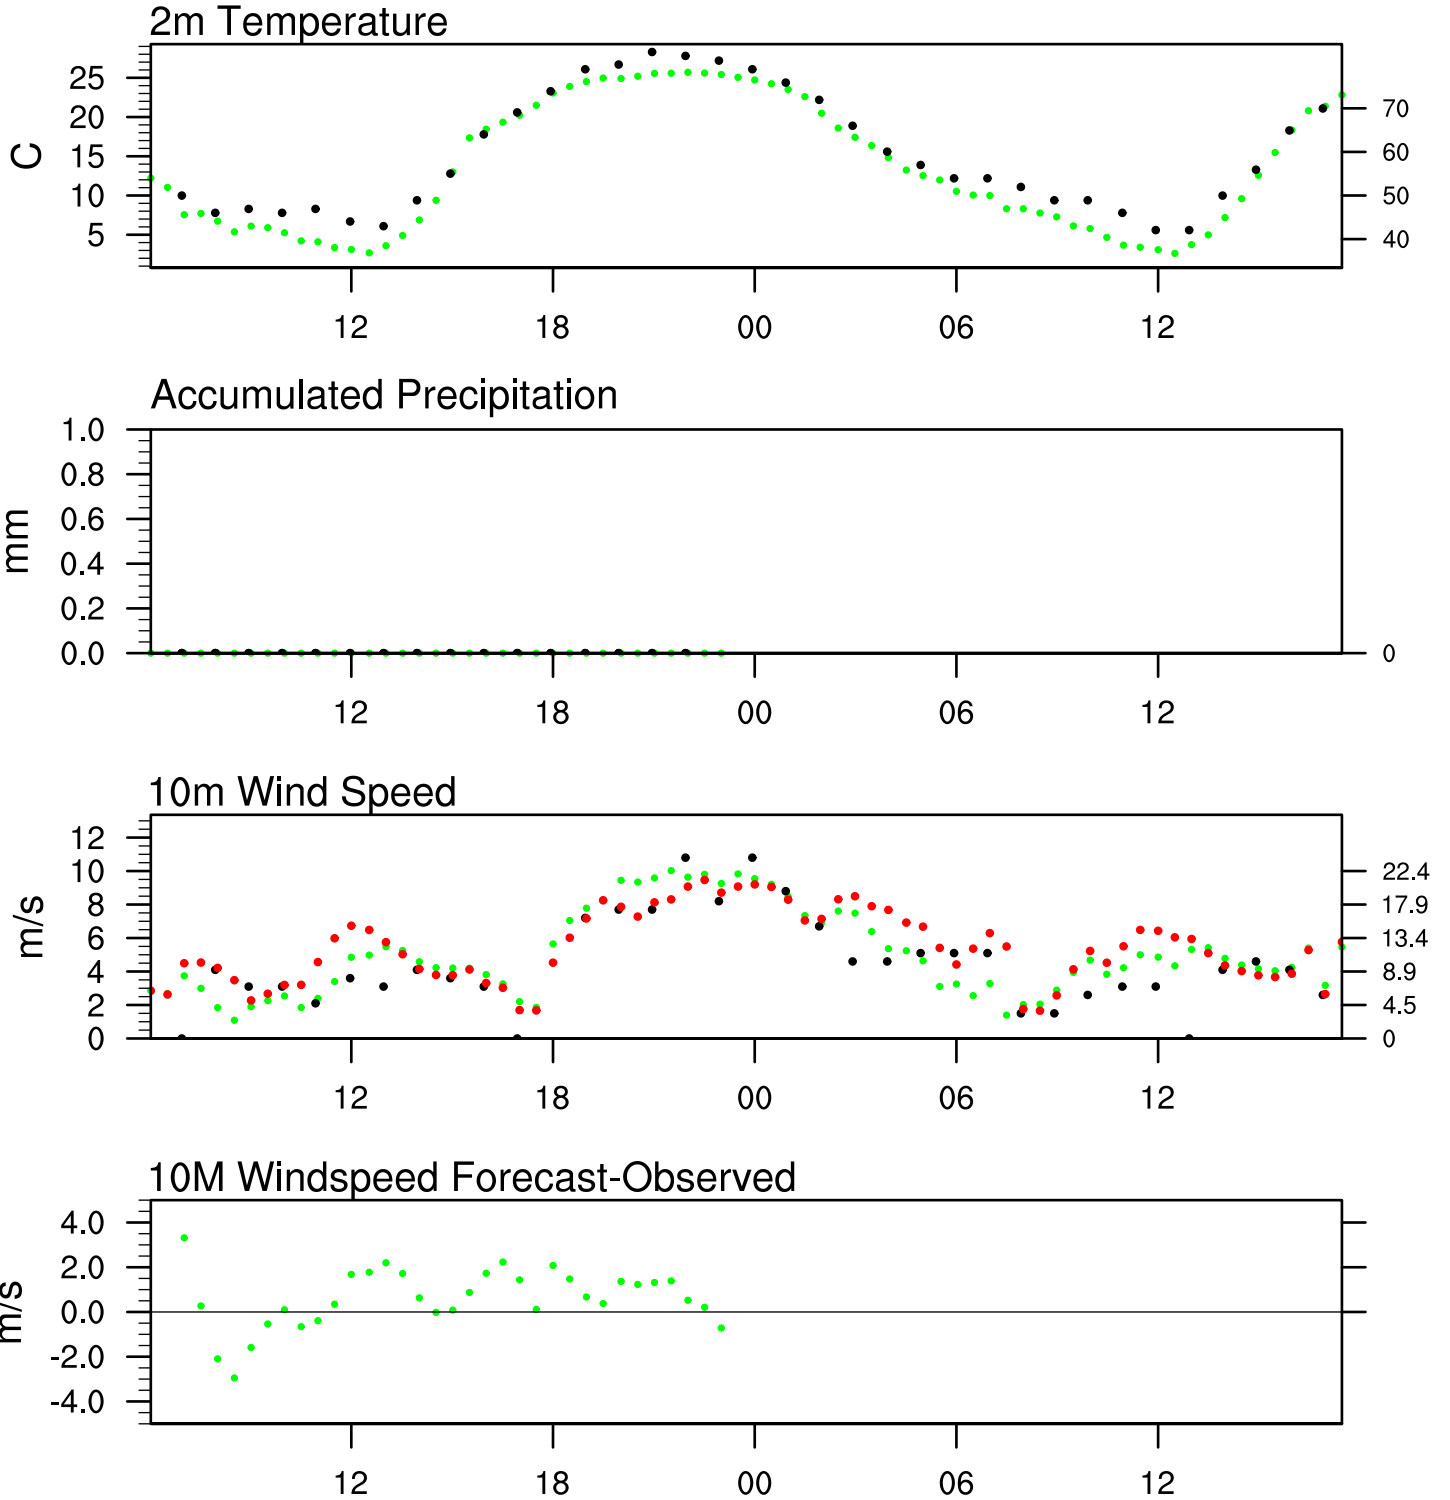 2m Temperature
25
20
15
10
5
C
70
60
50
40
12 18 00 06 12
Accumulated Precipitation
1.0
0.8
0.6
0.4
0.2
0.0
mm
0
12 18 00 06 12
10m Wind Speed
12
10
8
6
4
2
0
m/s
22.4
17.9
13.4
8.9
4.5
0
12 18 00 06 12
10M Windspeed Forecast-Observed
4.0
2.0
0.0
-2.0
-4.0
m/s
12 18 00 06 12